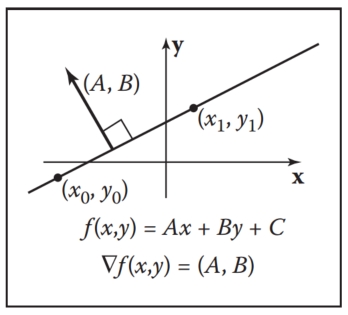 y
(A, B)
(x₁, y₁)
x
(x₀, y₀)
f(x,y) = Ax + By + C
∇f(x,y) = (A, B)